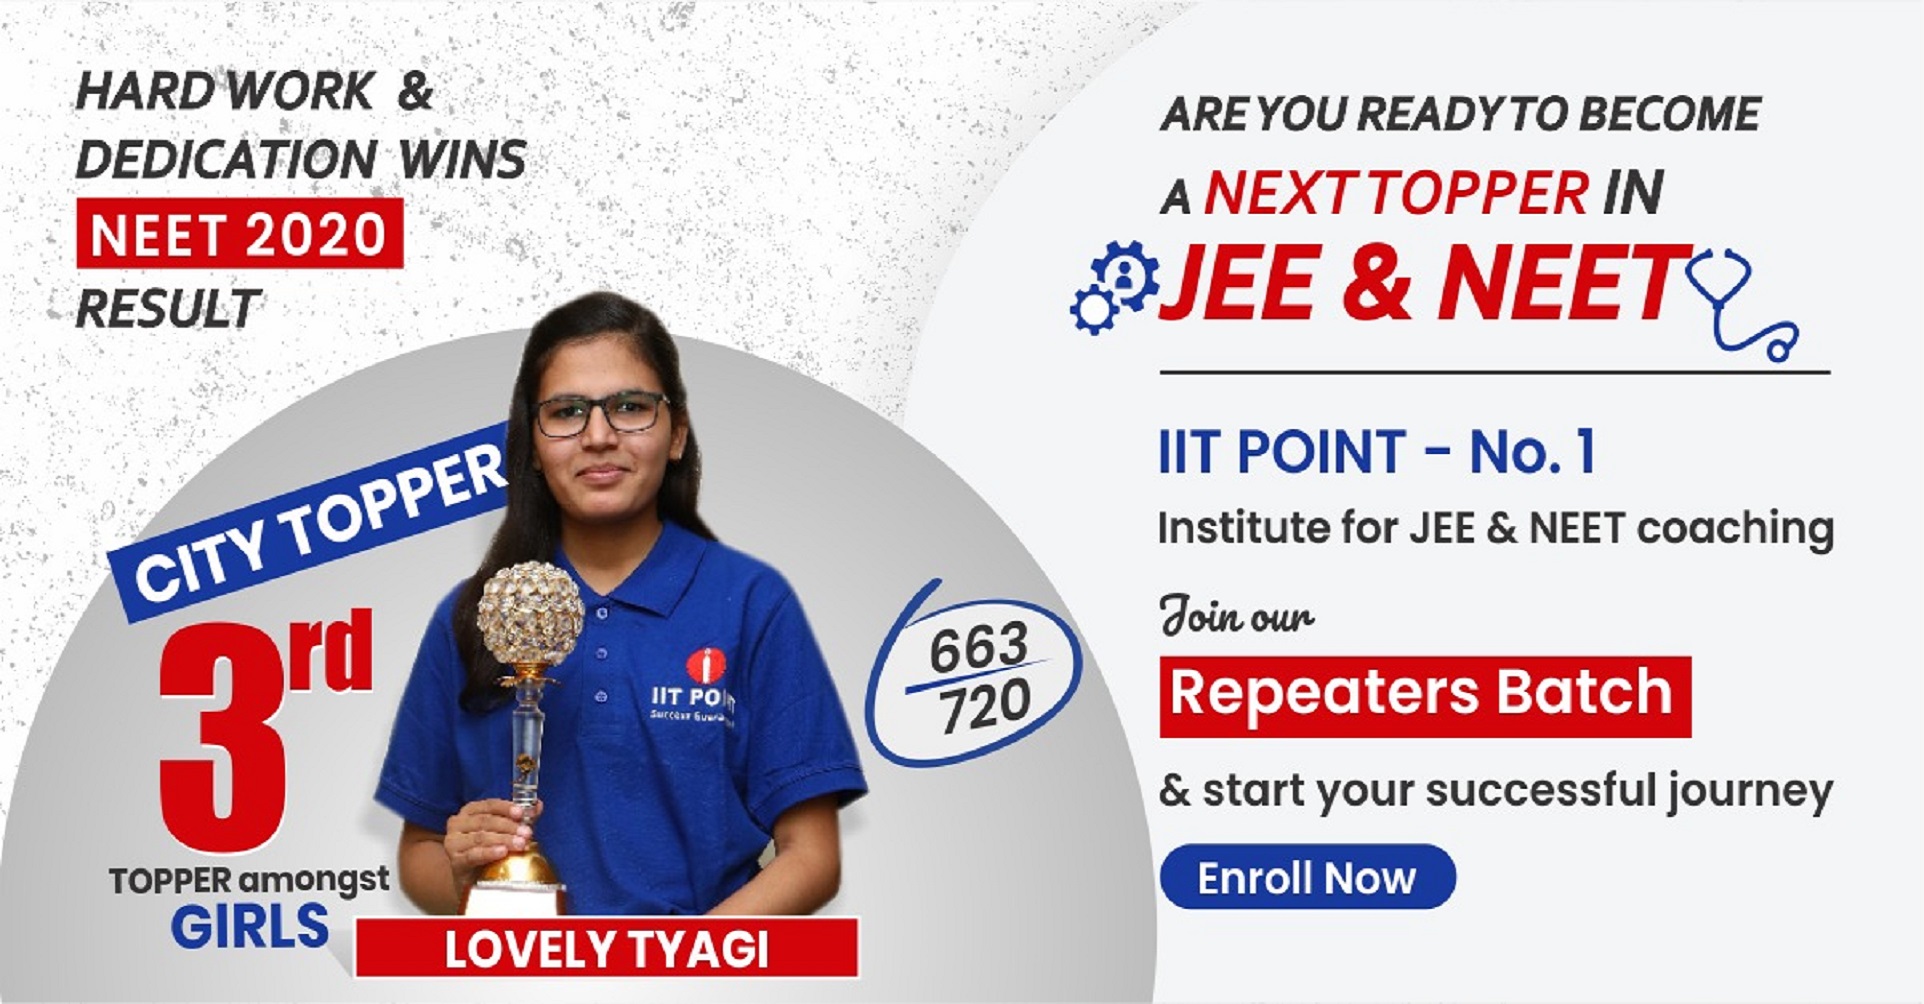 HARD WORK &
DEDICATION WINS
NEET 2020
RESULT
CITY TOPPER
3rd
TOPPER amongst
GIRLS
IIT PO
LOVELY TYAGI
663
720
ARE YOU READY TO BECOME
A NEXT TOPPER IN
JEE & NEET
IIT POINT - No. 1
Institute for JEE & NEET coaching
Join our
Repeaters Batch
& start your successful journey
Enroll Now